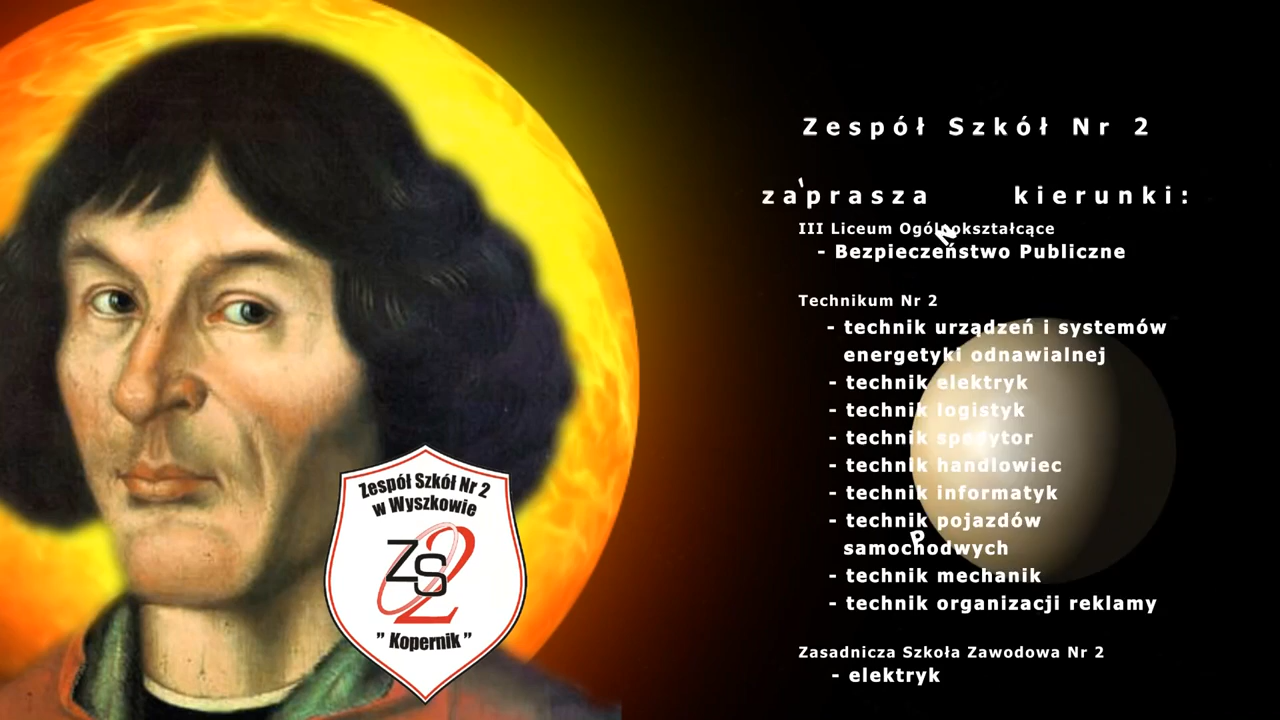 Zespół Szkół Nr 2
zaprasza kierunki:
III Liceum Ogólnokształcące
- Bezpieczeństwo Publiczne
Technikum Nr 2
- technik urządzeń i systemów
energetyki odnawialnej
- technik elektryk
- technik logistyk
- technik spedytor
- technik handlowiec
- technik informatyk
- technik pojazdów
samochodwych
- technik mechanik
- technik organizacji reklamy
Zasadnicza Szkoła Zawodowa Nr 2
- elektryk
Zespół Szkół Nr 2
w Wyszkowie
ZS 2
" Kopernik "